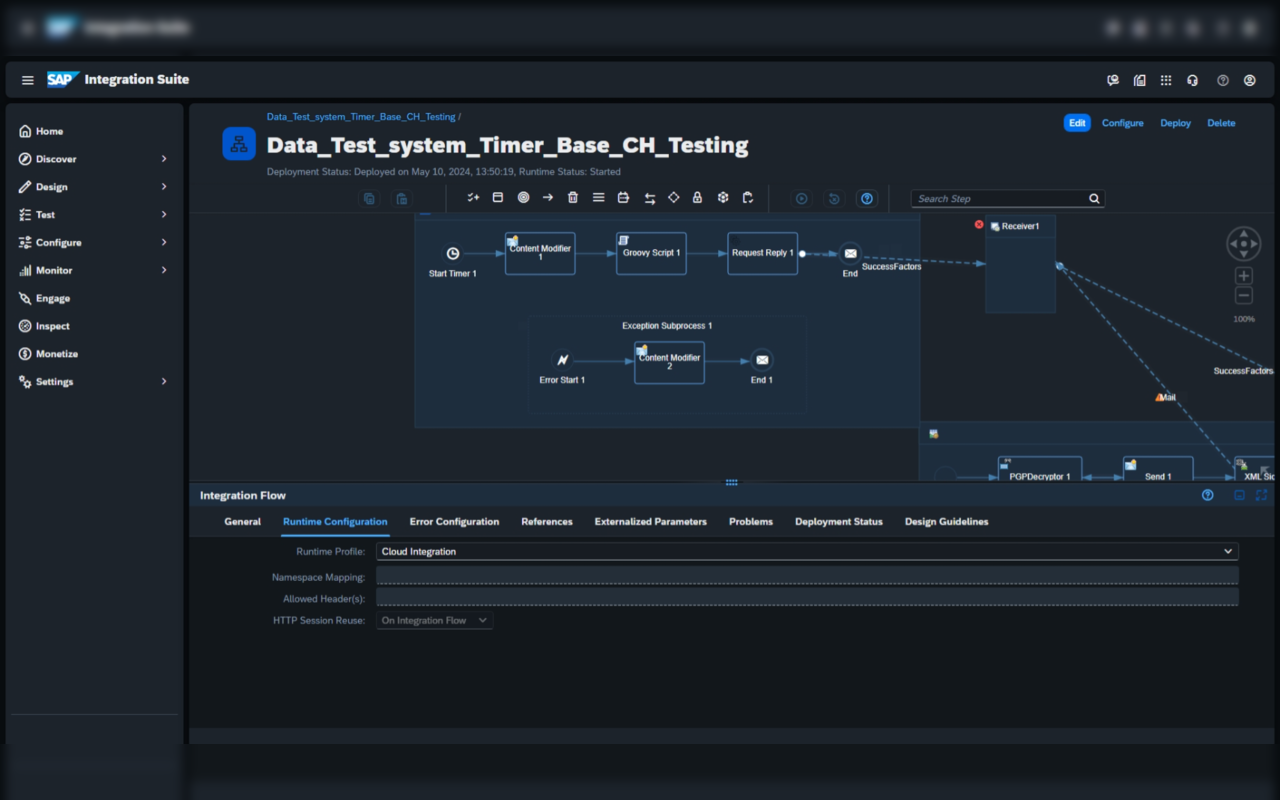 SAP Integration Suite
Data_Test_system_Timer_Base_CH_Testing /
Data_Test_system_Timer_Base_CH_Testing
Deployment Status: Deployed on May 10, 2024, 13:50:19, Runtime Status: Started
Edit
Configure
Deploy
Delete
Home
Discover
Design
Test
Configure
Monitor
Engage
Inspect
Monetize
Settings
Search Step
Start Timer 1
Content Modifier
1
Groovy Script 1
Request Reply 1
End
SuccessFactors
Receiver1
Exception Subprocess 1
Error Start 1
Content Modifier
2
End 1
100%
SuccessFactors
Mail
PGPDecryptor 1
Send 1
XML Sig
Integration Flow
General
Runtime Configuration
Error Configuration
References
Externalized Parameters
Problems
Deployment Status
Design Guidelines
Runtime Profile: Cloud Integration
Namespace Mapping:
Allowed Header(s):
HTTP Session Reuse: On Integration Flow